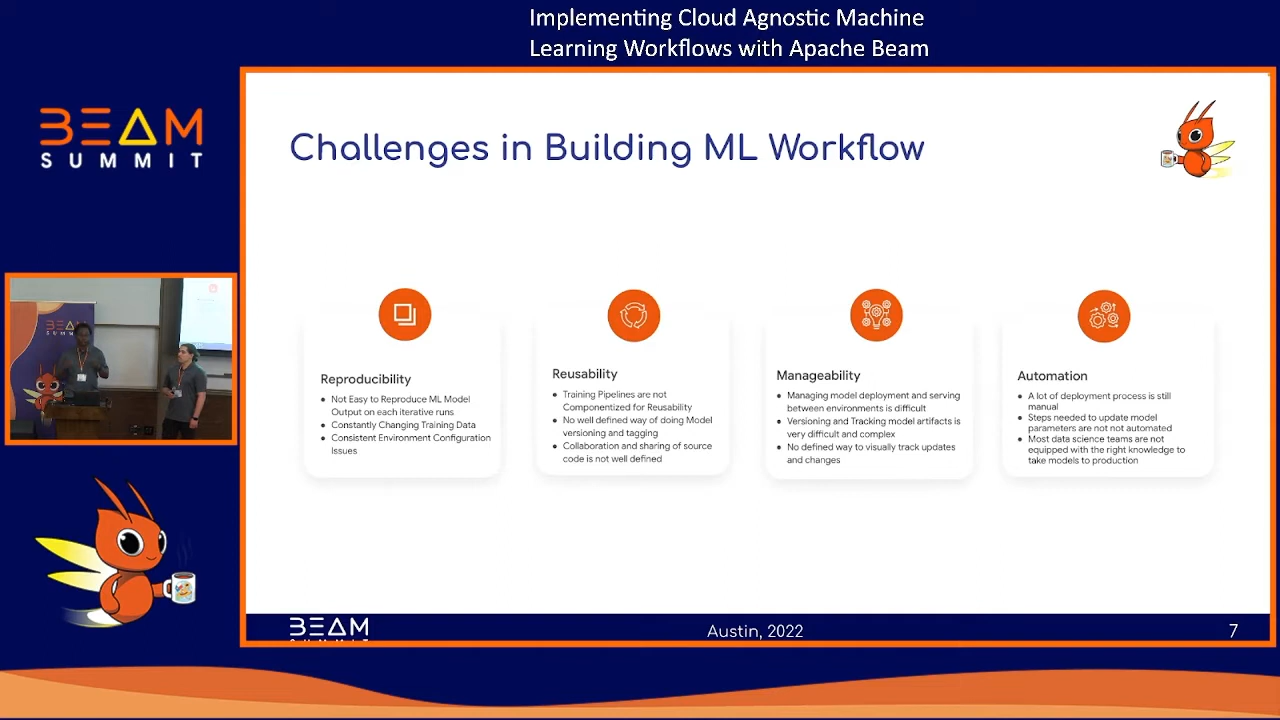 Implementing Cloud Agnostic Machine
Learning Workflows with Apache Beam
BEAM
SUMMIT
Challenges in Building ML Workflow
Reproducibility
• Not Easy to Reproduce ML Model
Output on each iterative runs
• Constantly Changing Training Data
• Consistent Environment Configuration
Issues
Reusability
• Training Pipelines are not
Componentized for Reusability
• No well defined way of doing Model
versioning and tagging
• Collaboration and sharing of source
code is not well defined
Manageability
• Managing model deployment and serving
between environments is difficult
• Versioning and Tracking model artifacts is
very difficult and complex
• No defined way to visually track updates
and changes
Automation
• A lot of deployment process is still
manual
• Steps needed to update model
parameters are not not automated
• Most data science teams are not
equipped with the right knowledge to
take models to production
BEAM
Austin, 2022
7